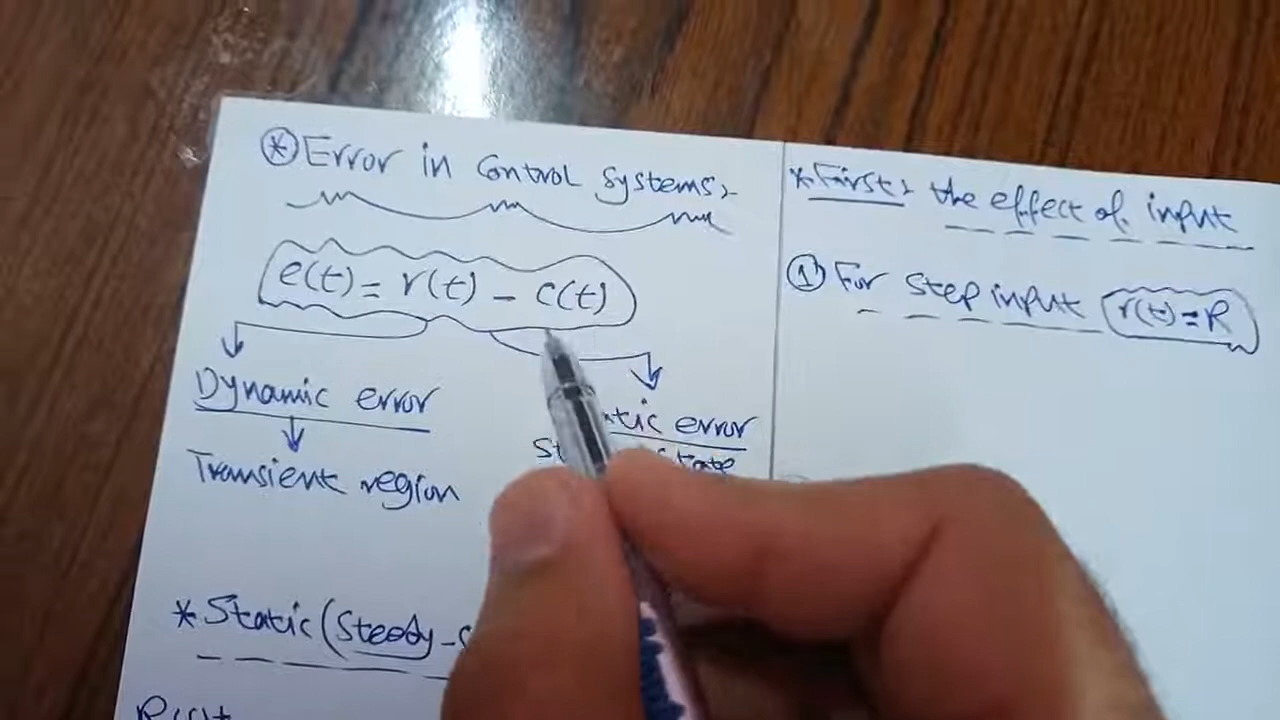 ⊛ Error in Control Systems:-
e(t) = r(t) - c(t)
Dynamic error
error
Transient region
* Static (Steady-
* First: the effect of input
① For step input r(t) = R